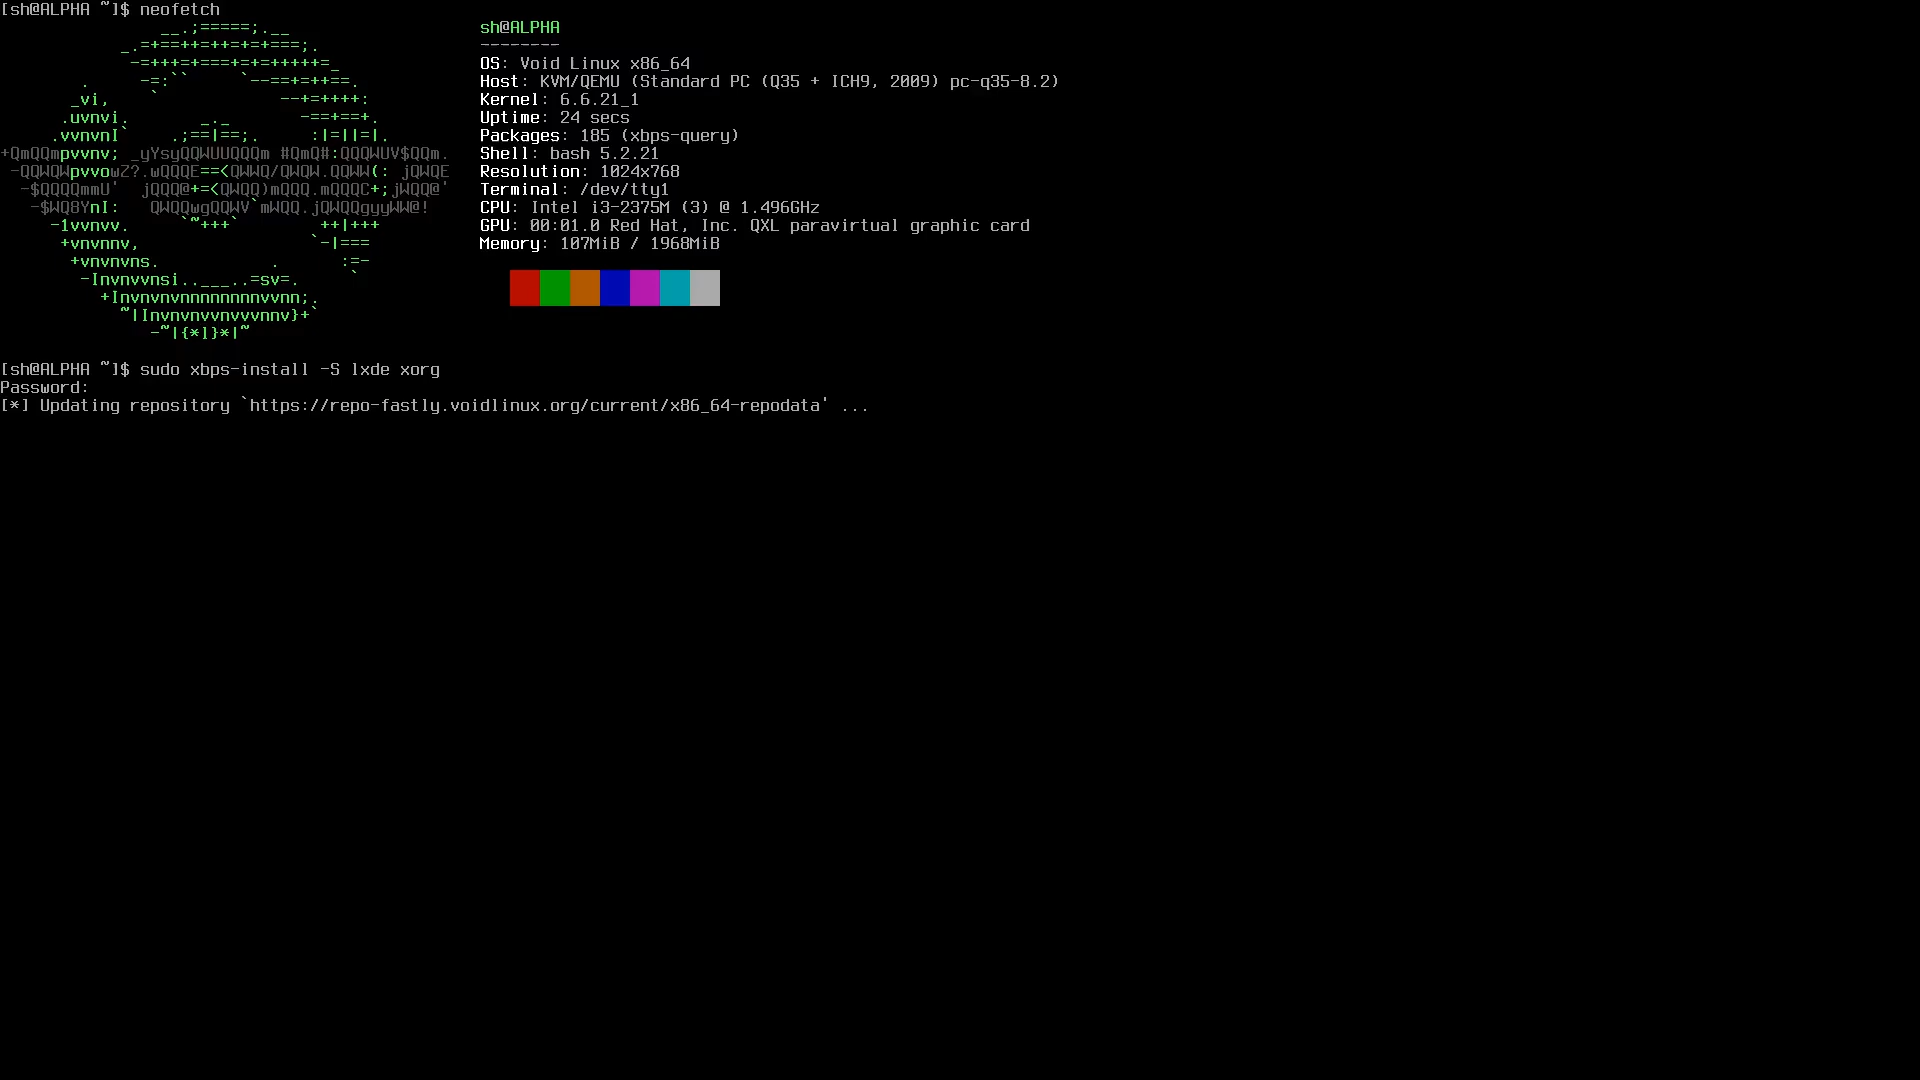 [sh@ALPHA ~]$ neofetch
sh@ALPHA
--------
OS: Void Linux x86_64
Host: KVM/QEMU (Standard PC (Q35 + ICH9, 2009) pc-q35-8.2)
Kernel: 6.6.21_1
Uptime: 24 secs
Packages: 185 (xbps-query)
Shell: bash 5.2.21
Resolution: 1024x768
Terminal: /dev/tty1
CPU: Intel i3-2375M (3) @ 1.496GHz
GPU: 00:01.0 Red Hat, Inc. QXL paravirtual graphic card
Memory: 107MiB / 1968MiB
[sh@ALPHA ~]$ sudo xbps-install -S lxde xorg
Password:
[*] Updating repository `https://repo-fastly.voidlinux.org/current/x86_64-repodata' ...